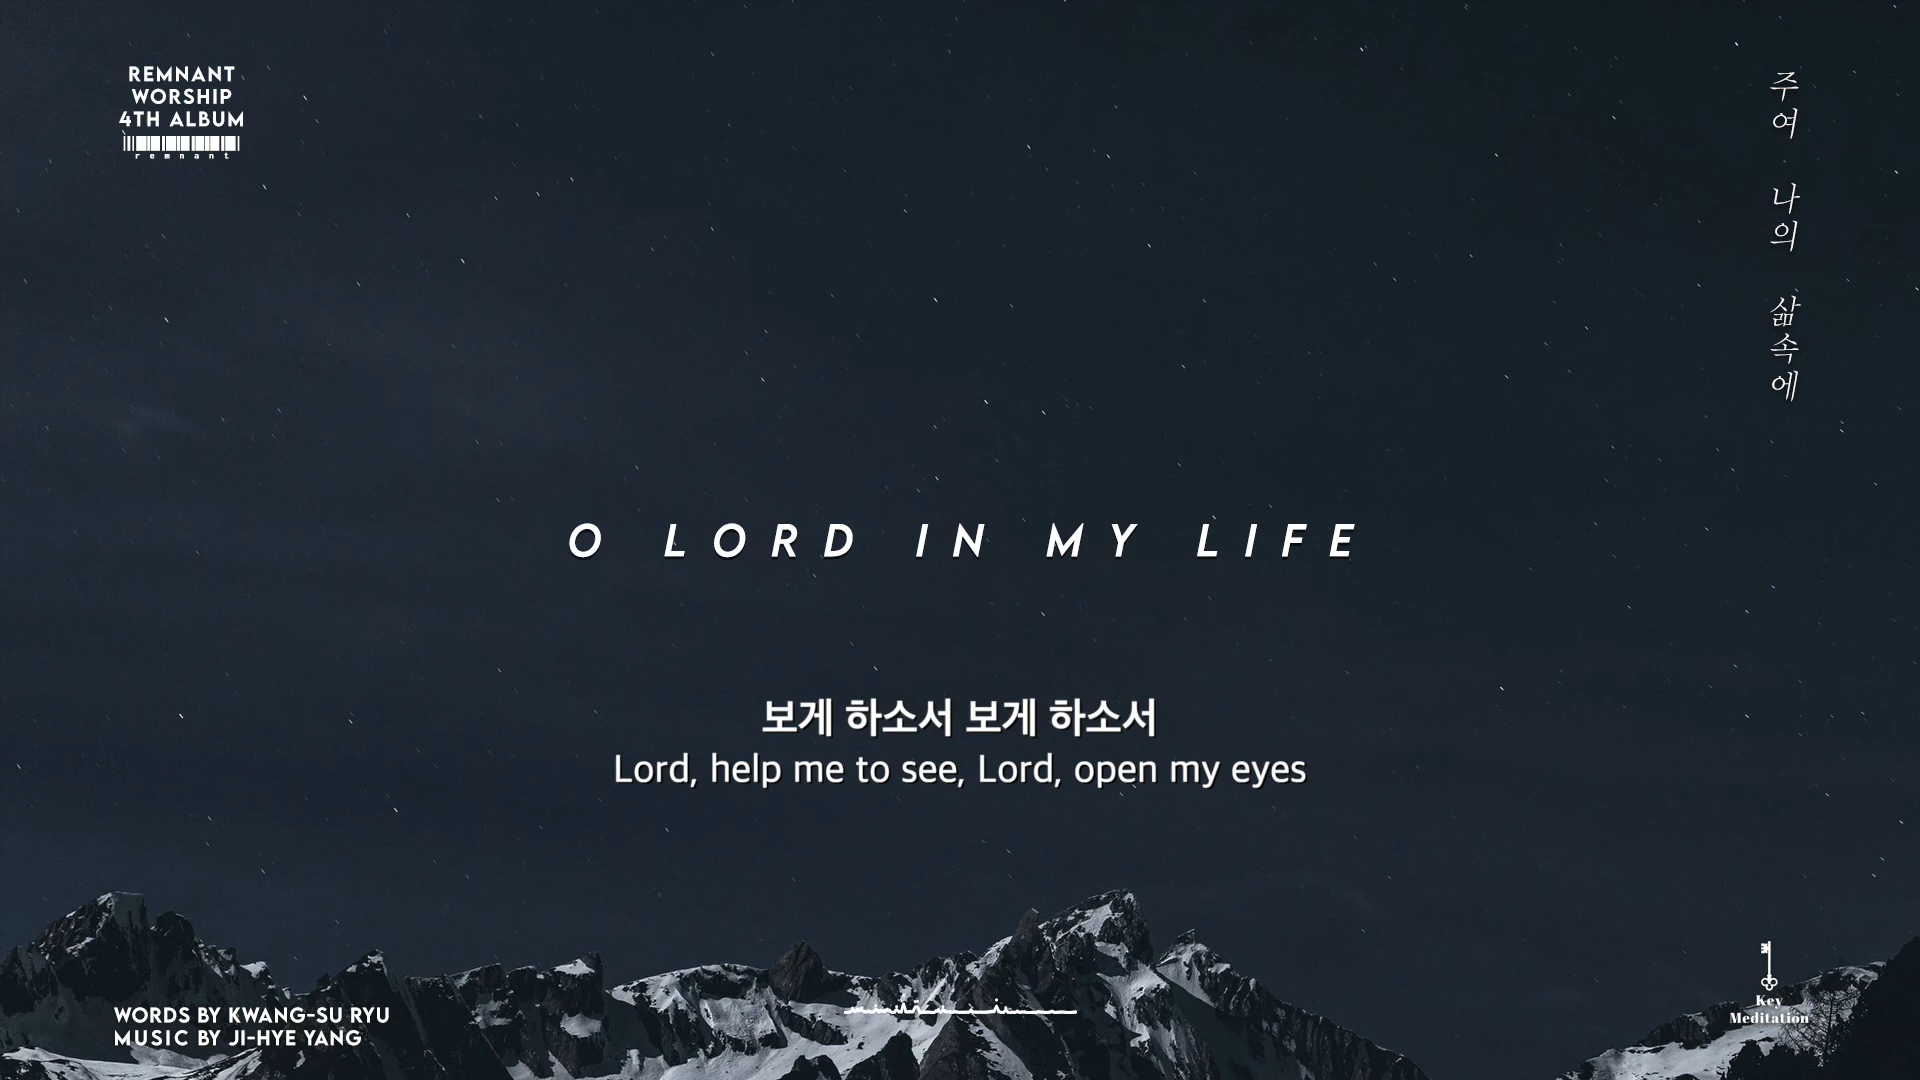 REMNANT
WORSHIP
4TH ALBUM
remnant
주여 나의 삶속에
O LORD IN MY LIFE
보게 하소서 보게 하소서
Lord, help me to see, Lord, open my eyes
WORDS BY KWANG-SU RYU
MUSIC BY JI-HYE YANG
Key
Meditation